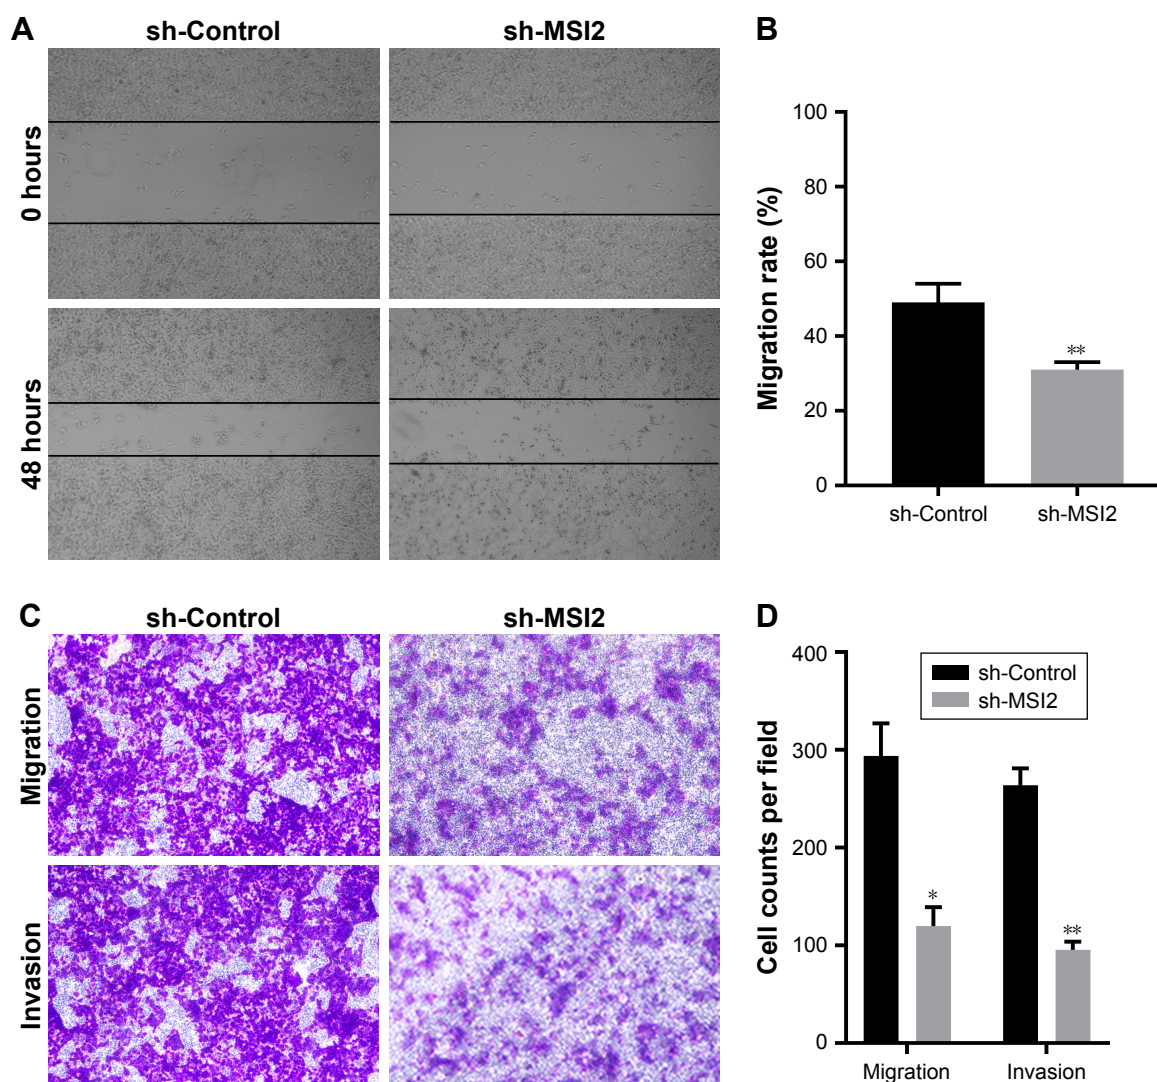 A
sh-Control
sh-MSI2
0 hours
48 hours
B
Migration rate (%)
100
80
60
40
20
0
**
sh-Control
sh-MSI2
C
sh-Control
sh-MSI2
Migration
Invasion
D
Cell counts per field
400
300
200
100
0
sh-Control
sh-MSI2
*
**
Migration
Invasion